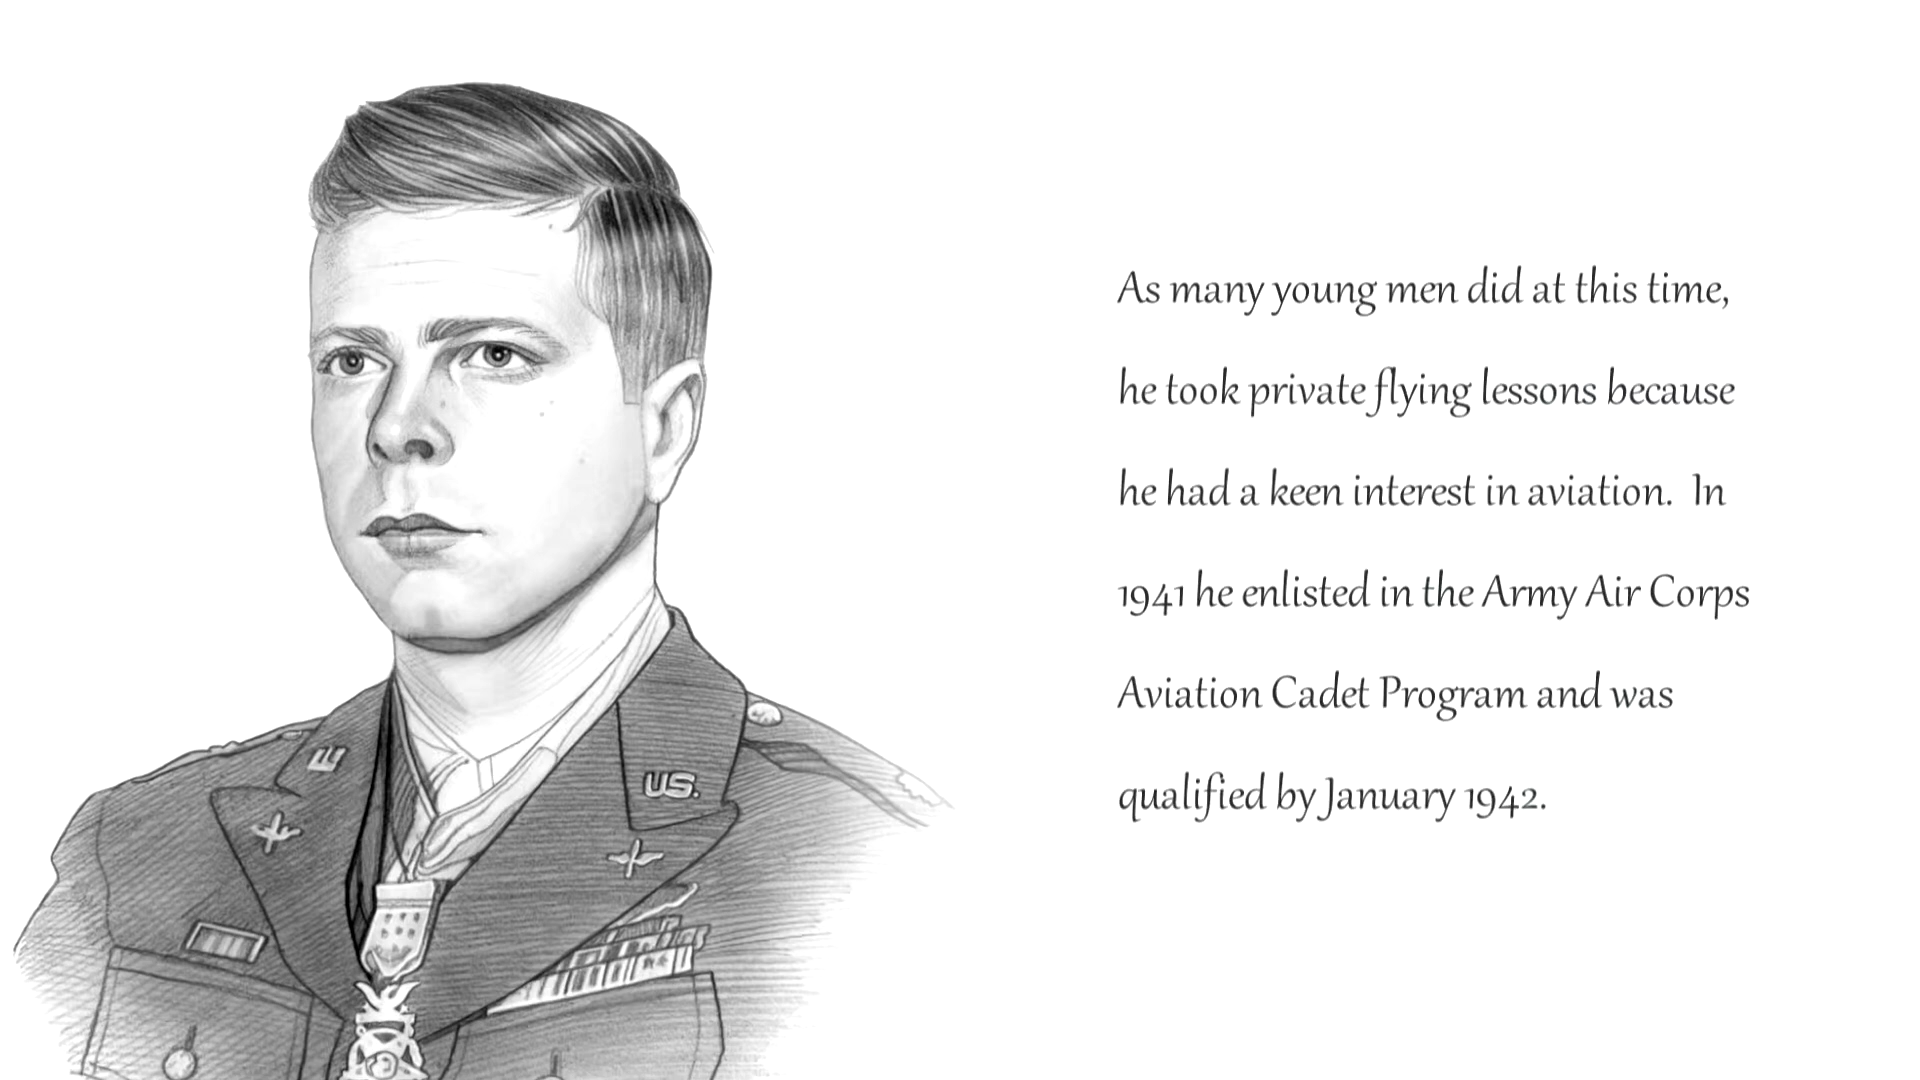 As many young men did at this time,
he took private flying lessons because
he had a keen interest in aviation.  In
1941 he enlisted in the Army Air Corps
Aviation Cadet Program and was
qualified by January 1942.
US.